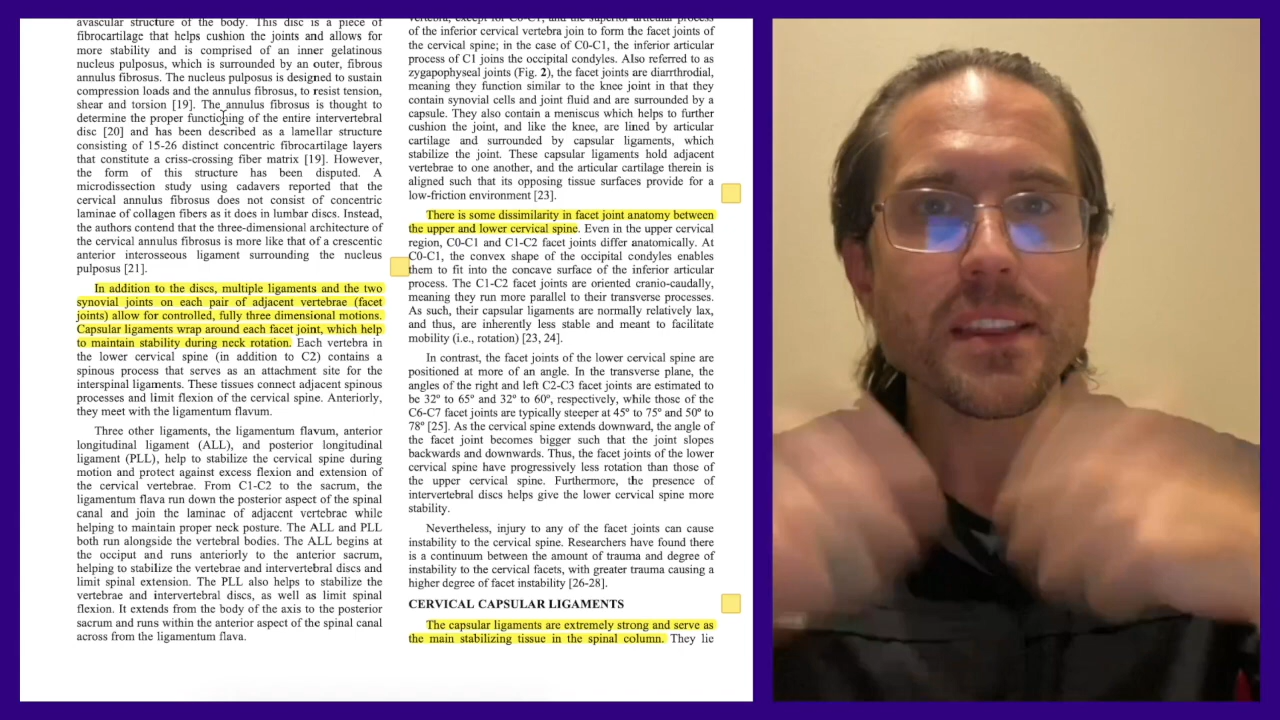 avascular structure of the body. This disc is a piece of
fibrocartilage that helps cushion the joints and allows for
more stability and is comprised of an inner gelatinous
nucleus pulposus, which is surrounded by an outer, fibrous
annulus fibrosus. The nucleus pulposus is designed to sustain
compression loads and the annulus fibrosus, to resist tension,
shear and torsion [19]. The annulus fibrosus is thought to
determine the proper functioning of the entire intervertebral
disc [20] and has been described as a lamellar structure
consisting of 15-26 distinct concentric fibrocartilage layers
that constitute a criss-crossing fiber matrix [19]. However,
the form of this structure has been disputed. A
microdissection study using cadavers reported that the
cervical annulus fibrosus does not consist of concentric
laminae of collagen fibers as it does in lumbar discs. Instead,
the authors contend that the three-dimensional architecture of
the cervical annulus fibrosus is more like that of a crescentic
anterior interosseous ligament surrounding the nucleus
pulposus [21].
In addition to the discs, multiple ligaments and the two
synovial joints on each pair of adjacent vertebrae (facet
joints) allow for controlled, fully three dimensional motions.
Capsular ligaments wrap around each facet joint, which help
to maintain stability during neck rotation. Each vertebra in
the lower cervical spine (in addition to C2) contains a
spinous process that serves as an attachment site for the
interspinal ligaments. These tissues connect adjacent spinous
processes and limit flexion of the cervical spine. Anteriorly,
they meet with the ligamentum flavum.
Three other ligaments, the ligamentum flavum, anterior
longitudinal ligament (ALL), and posterior longitudinal
ligament (PLL), help to stabilize the cervical spine during
motion and protect against excess flexion and extension of
the cervical vertebrae. From C1-C2 to the sacrum, the
ligamentum flava run down the posterior aspect of the spinal
canal and join the laminae of adjacent vertebrae while
helping to maintain proper neck posture. The ALL and PLL
both run alongside the vertebral bodies. The ALL begins at
the occiput and runs anteriorly to the anterior sacrum,
helping to stabilize the vertebrae and intervertebral discs and
limit spinal extension. The PLL also helps to stabilize the
vertebrae and intervertebral discs, as well as limit spinal
flexion. It extends from the body of the axis to the posterior
sacrum and runs within the anterior aspect of the spinal canal
across from the ligamentum flava.
vertebra, except for C0-C1, and the superior articular process
of the inferior cervical vertebra join to form the facet joints of
the cervical spine; in the case of C0-C1, the inferior articular
process of C1 joins the occipital condyles. Also referred to as
zygapophyseal joints (Fig. 2), the facet joints are diarrthrodial,
meaning they function similar to the knee joint in that they
contain synovial cells and joint fluid and are surrounded by a
capsule. They also contain a meniscus which helps to further
cushion the joint, and like the knee, are lined by articular
cartilage and surrounded by capsular ligaments, which
stabilize the joint. These capsular ligaments hold adjacent
vertebrae to one another, and the articular cartilage therein is
aligned such that its opposing tissue surfaces provide for a
low-friction environment [23].
There is some dissimilarity in facet joint anatomy between
the upper and lower cervical spine. Even in the upper cervical
region, C0-C1 and C1-C2 facet joints differ anatomically. At
C0-C1, the convex shape of the occipital condyles enables
them to fit into the concave surface of the inferior articular
process. The C1-C2 facet joints are oriented cranio-caudally,
meaning they run more parallel to their transverse processes.
As such, their capsular ligaments are normally relatively lax,
and thus, are inherently less stable and meant to facilitate
mobility (i.e., rotation) [23, 24].
In contrast, the facet joints of the lower cervical spine are
positioned at more of an angle. In the transverse plane, the
angles of the right and left C2-C3 facet joints are estimated to
be 32º to 65º and 32º to 60º, respectively, while those of the
C6-C7 facet joints are typically steeper at 45º to 75º and 50º to
78º [25]. As the cervical spine extends downward, the angle of
the facet joint becomes bigger such that the joint slopes
backwards and downwards. Thus, the facet joints of the lower
cervical spine have progressively less rotation than those of
the upper cervical spine. Furthermore, the presence of
intervertebral discs helps give the lower cervical spine more
stability.
Nevertheless, injury to any of the facet joints can cause
instability to the cervical spine. Researchers have found there
is a continuum between the amount of trauma and degree of
instability to the cervical facets, with greater trauma causing a
higher degree of facet instability [26-28].
CERVICAL CAPSULAR LIGAMENTS
The capsular ligaments are extremely strong and serve as
the main stabilizing tissue in the spinal column. They lie